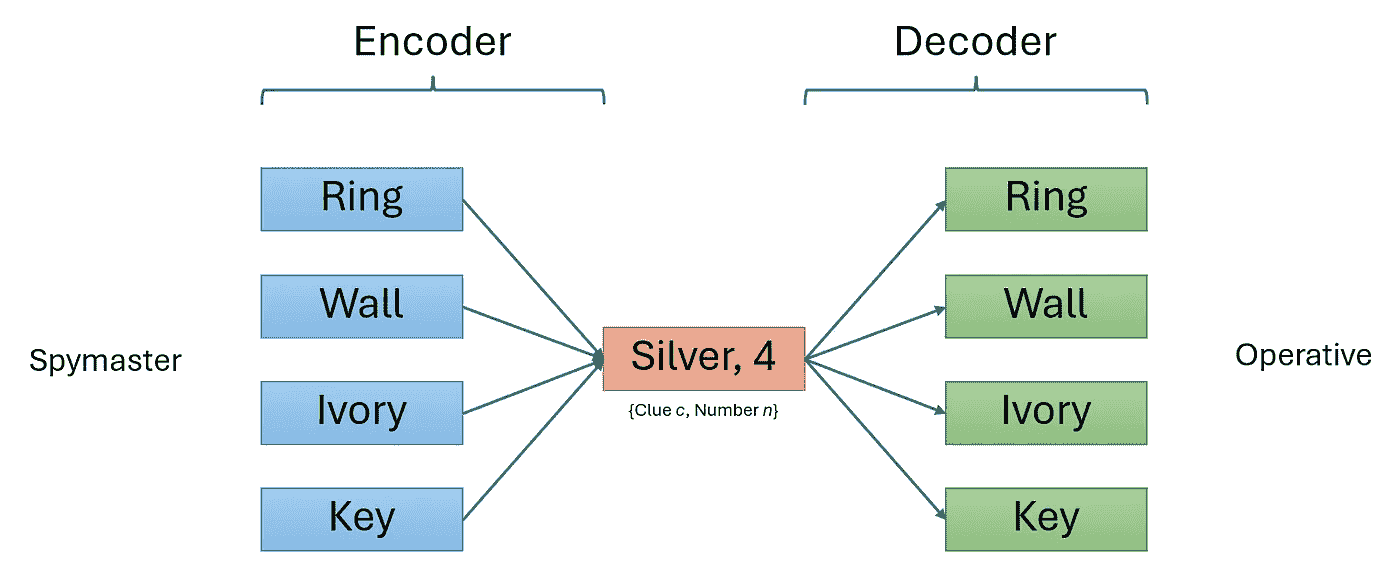 Encoder
Decoder
Ring
Ring
Wall
Wall
Spymaster
Silver, 4
Operative
{Clue c, Number n}
Ivory
Ivory
Key
Key